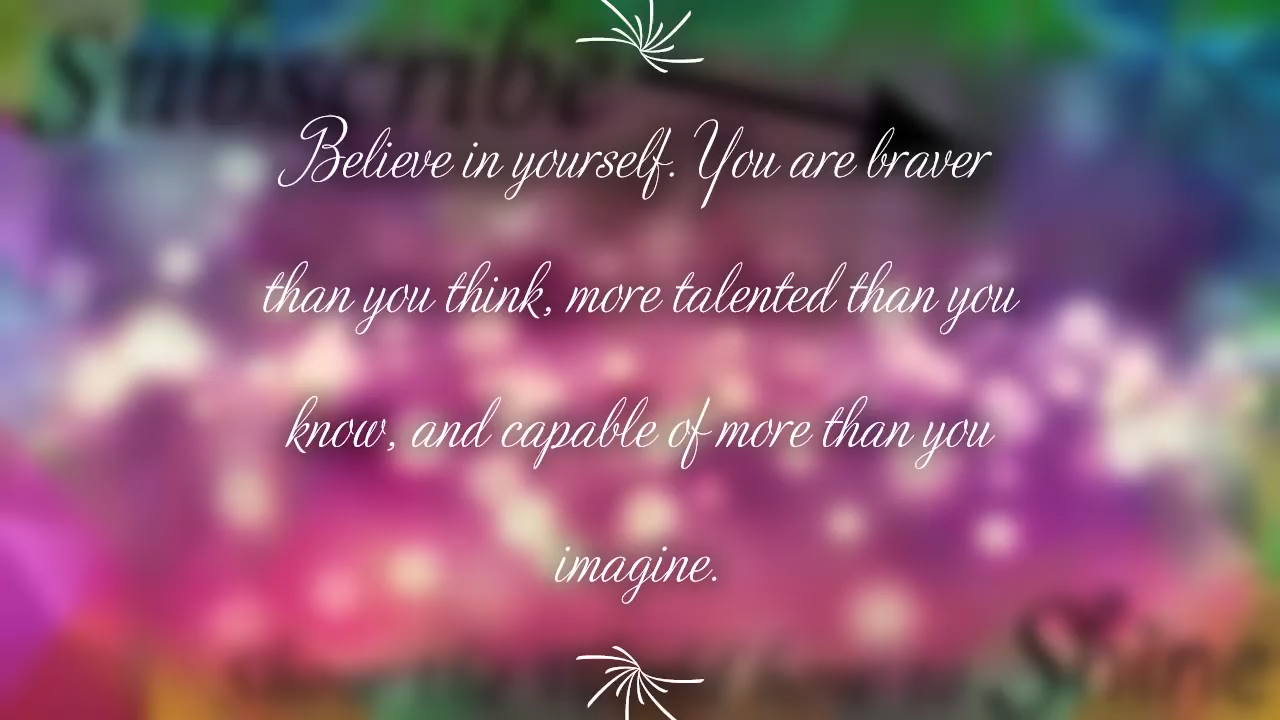 Subscribe
Believe in yourself. You are braver
than you think, more talented than you
know, and capable of more than you
imagine.